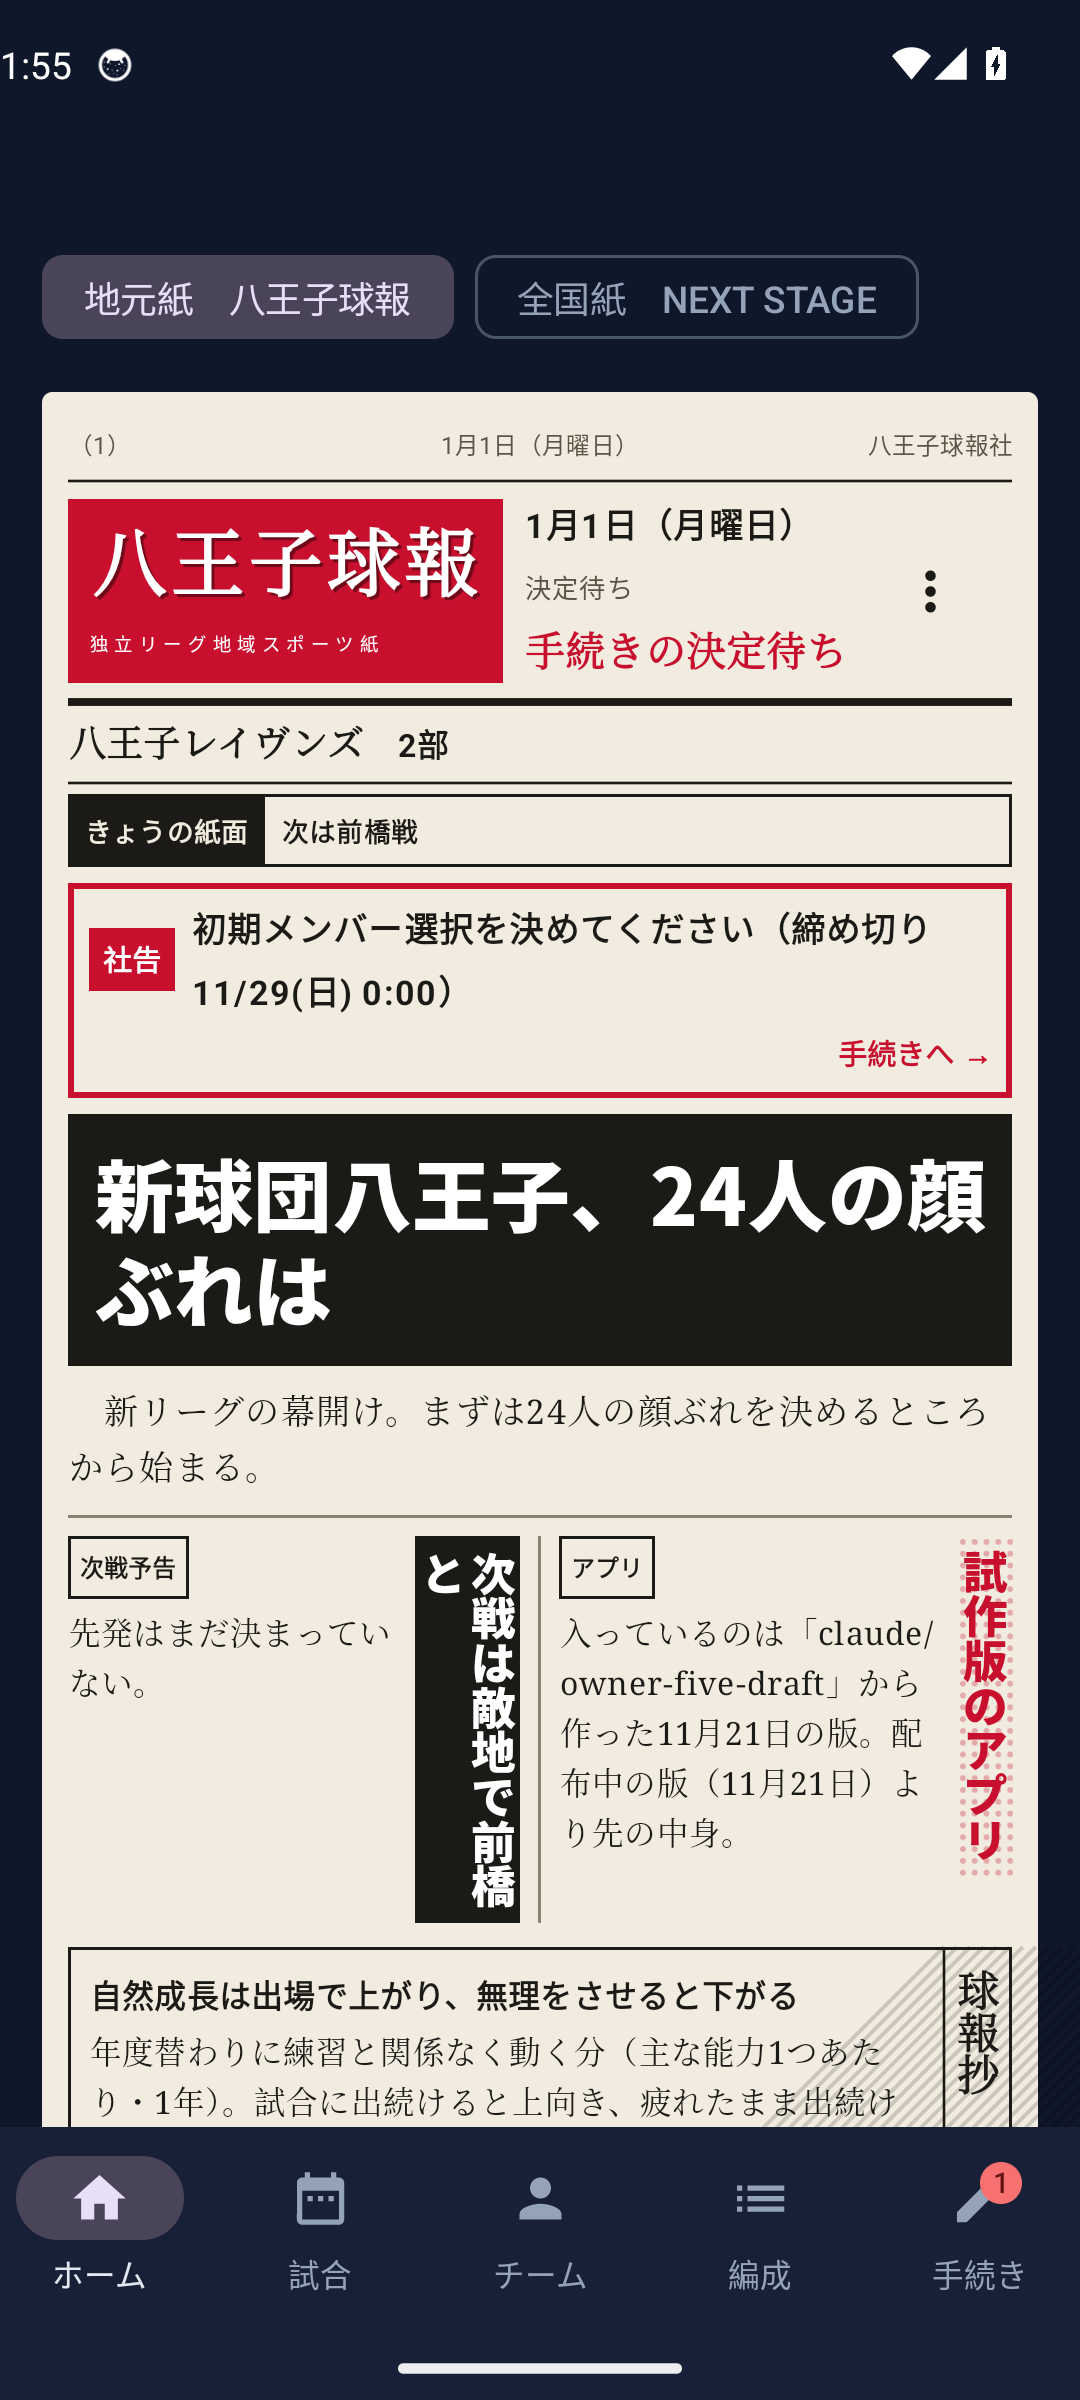 1:55
地元紙　八王子球報
全国紙　NEXT STAGE
（1）
1月1日（月曜日）
八王子球報社
八王子球報
独立リーグ地域スポーツ紙
1月1日（月曜日）
決定待ち
手続きの決定待ち
八王子レイヴンズ　2部
きょうの紙面
次は前橋戦
社告
初期メンバー選択を決めてください（締め切り
11/29(日) 0:00）
手続きへ →
新球団八王子、24人の顔
ぶれは
新リーグの幕開け。まずは24人の顔ぶれを決めるところ
から始まる。
次戦予告
先発はまだ決まってい
ない。
次戦は敵地で前橋
と
アプリ
入っているのは「claude/
owner-five-draft」から
作った11月21日の版。配
布中の版（11月21日）よ
り先の中身。
試作版のアプリ
自然成長は出場で上がり、無理をさせると下がる
年度替わりに練習と関係なく動く分（主な能力1つあた
り・1年）。試合に出続けると上向き、疲れたまま出続け
球報抄
ホーム
試合
チーム
編成
1
手続き